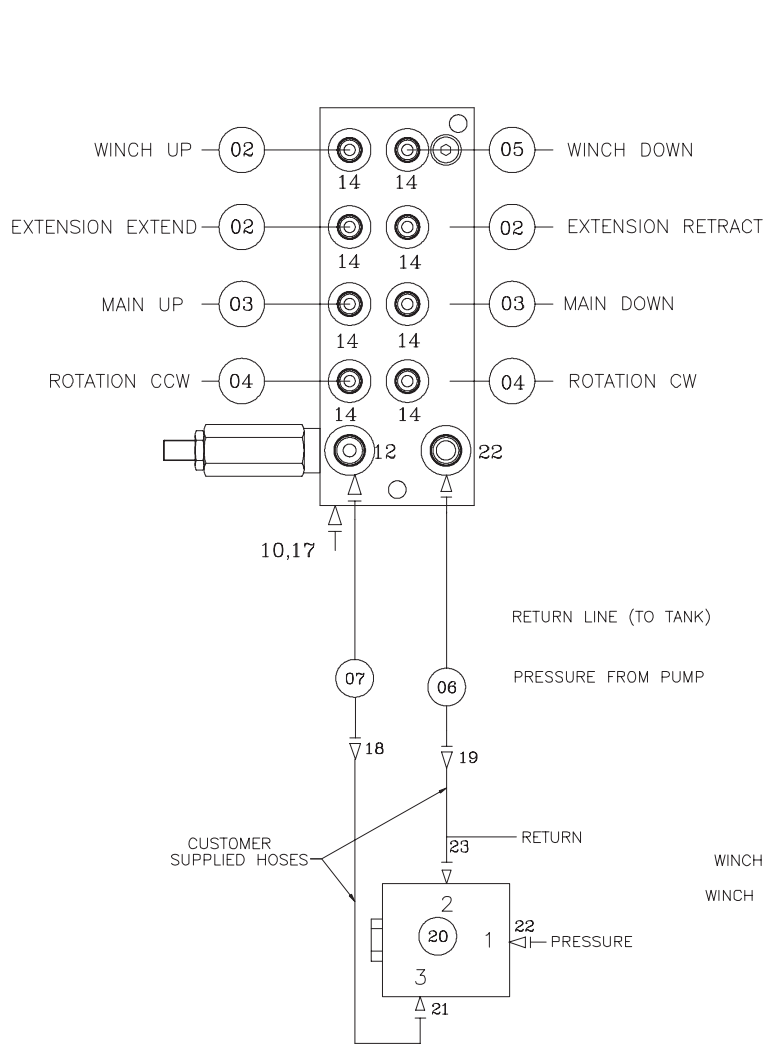 WINCH UP 02 05 WINCH DOWN
14 14
EXTENSION EXTEND 02 02 EXTENSION RETRACT
14 14
MAIN UP 03 03 MAIN DOWN
14 14
ROTATION CCW 04 04 ROTATION CW
14 14
12 22
10,17
RETURN LINE (TO TANK)
07 06 PRESSURE FROM PUMP
18 19
CUSTOMER
SUPPLIED HOSES
RETURN
23
WINCH
WINCH
2
20 1 22 PRESSURE
3
21